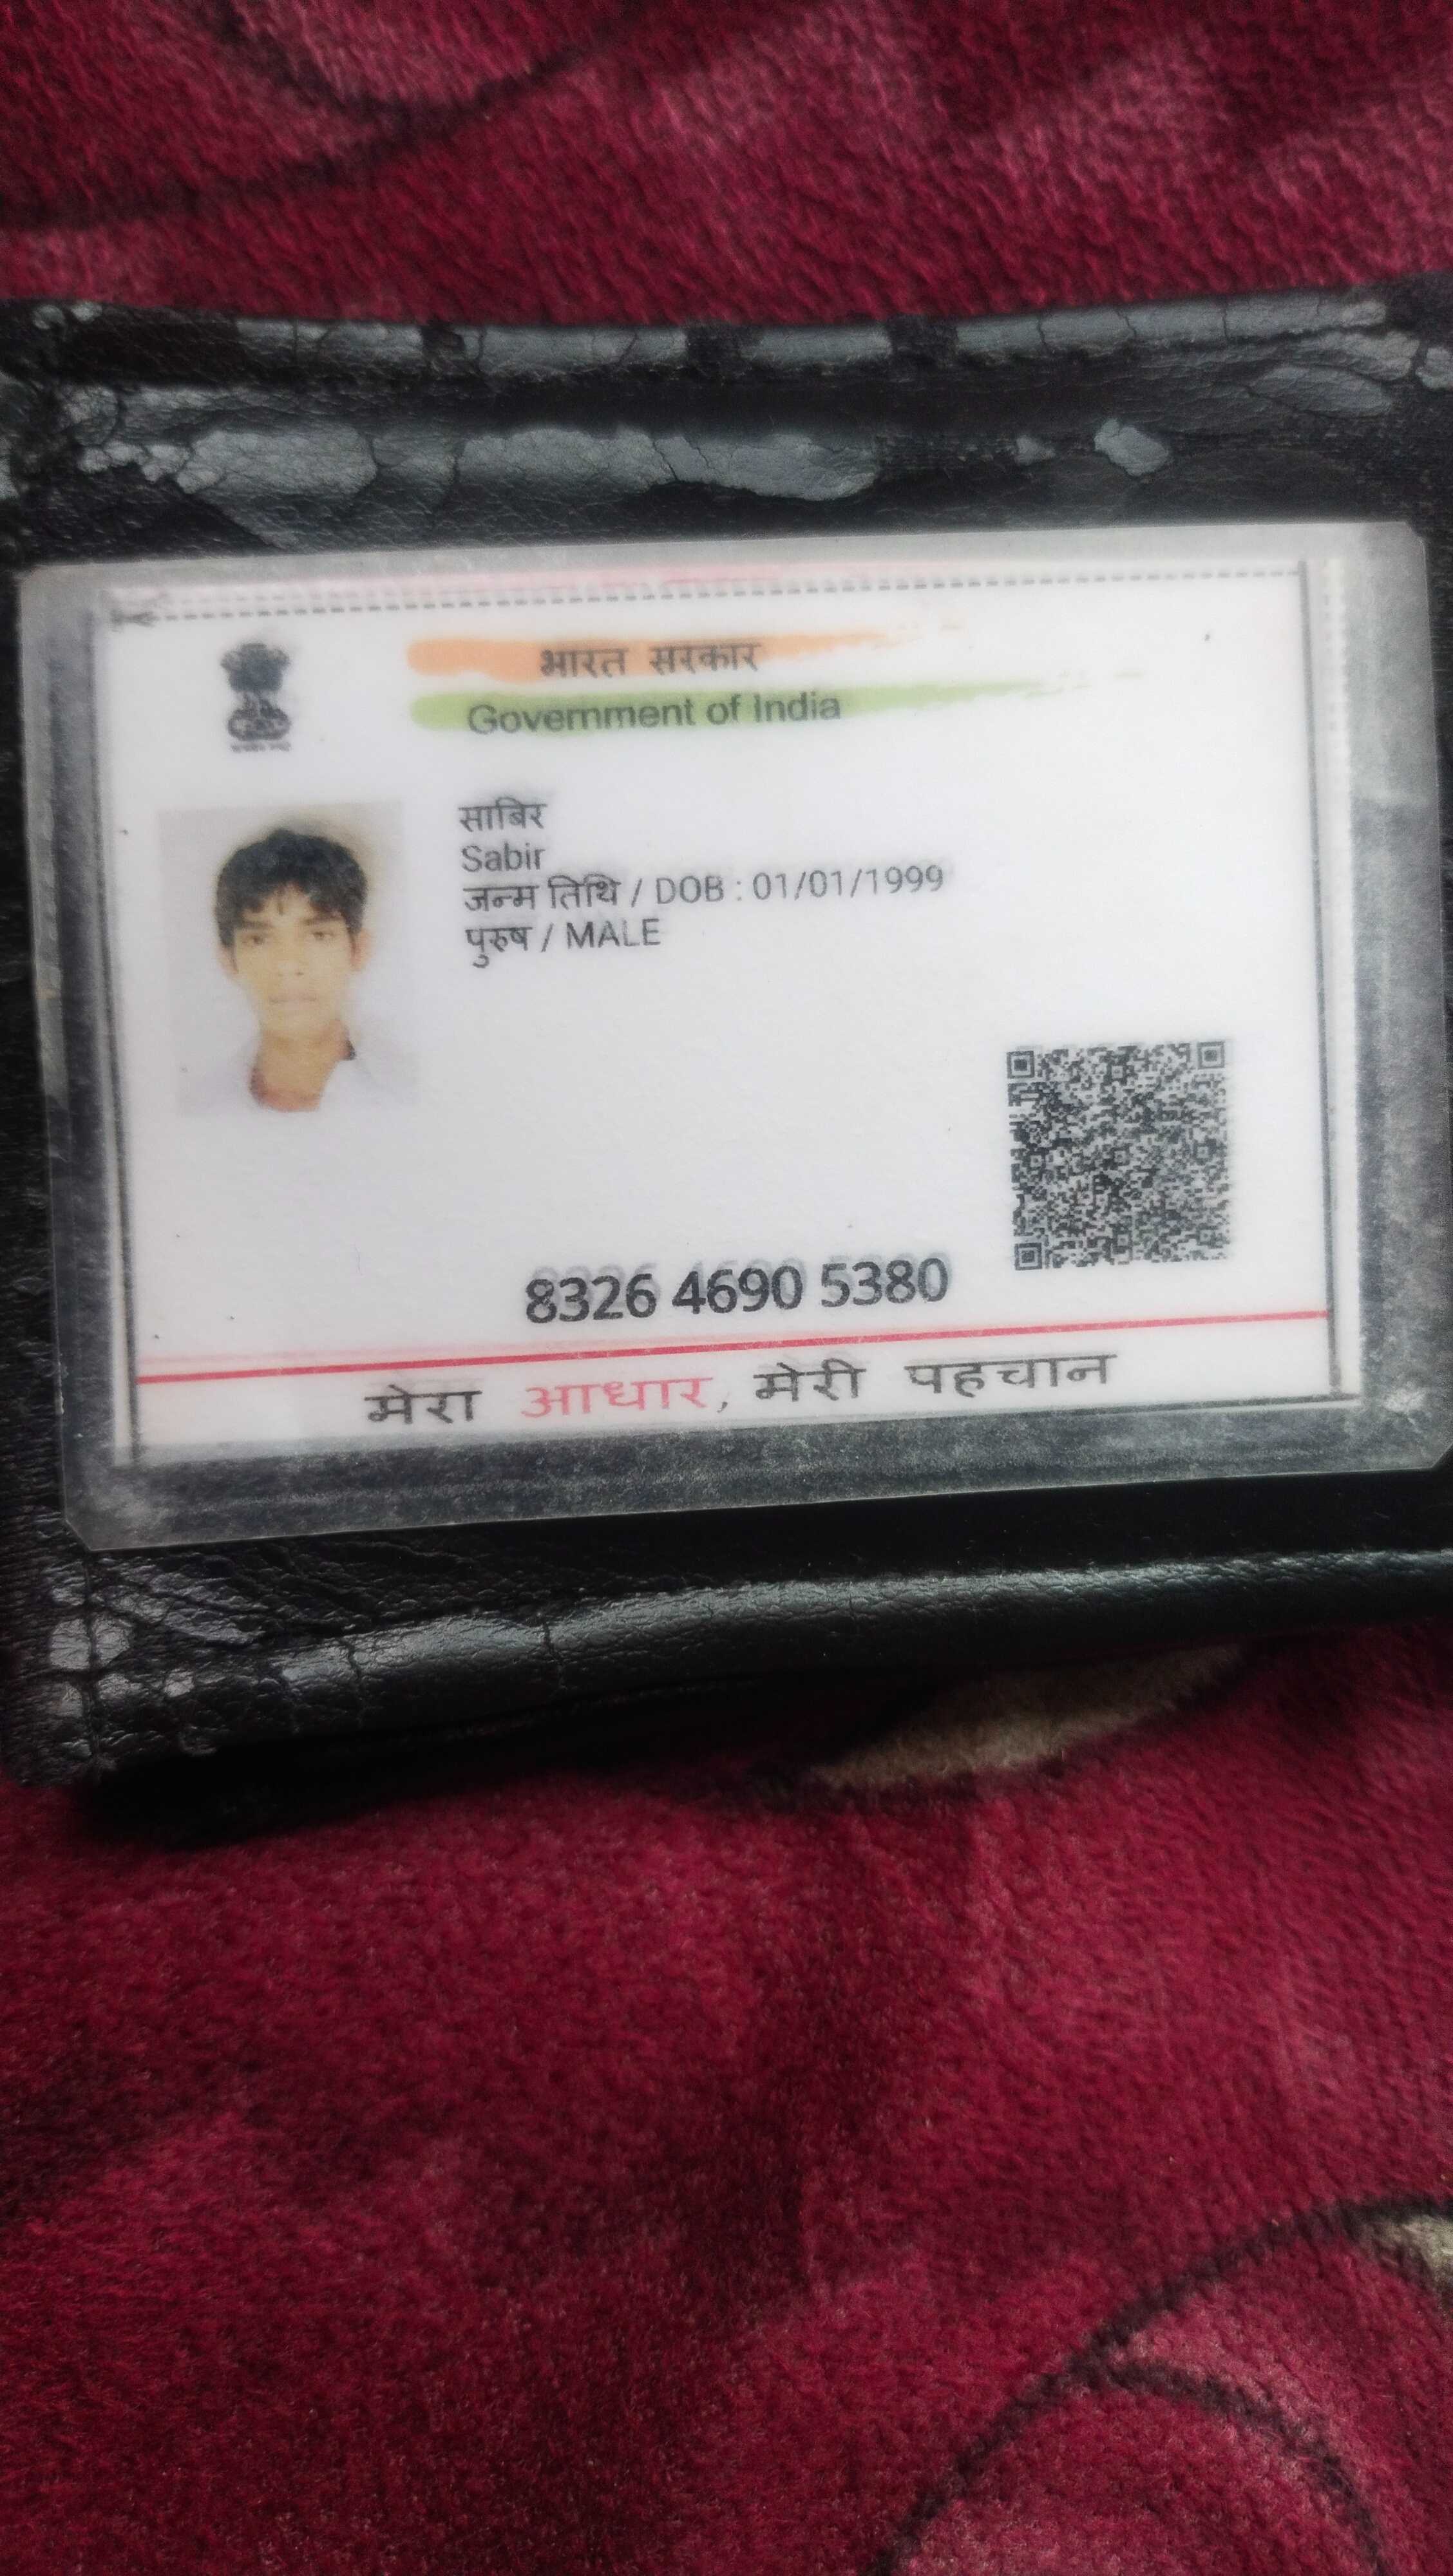 भारत सरकार
Government of India
साबिर
Sabir
जन्म तिथि / DOB : 01/01/1999
पुरुष / MALE
8326 4690 5380
मेरा आधार, मेरी पहचान